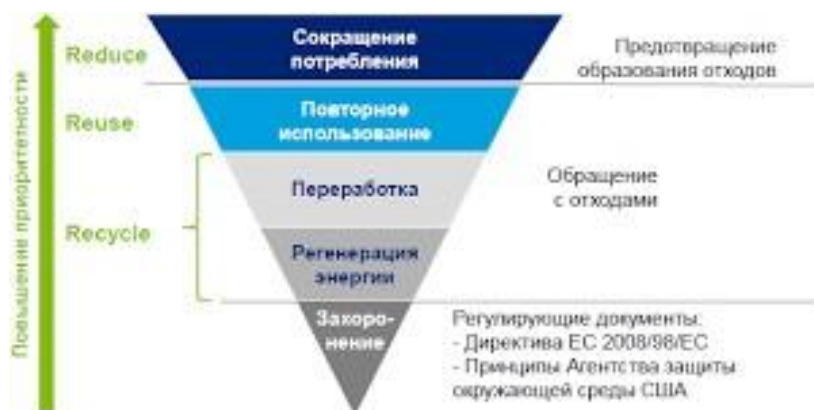 Повышение приоритетности
Reduce
Сокращение
потребления
Предотвращение
образования отходов
Reuse
Повторное
использование
Recycle
Переработка
Обращение
с отходами
Регенерация
энергии
Захоро-
нение
Регулирующие документы:
- Директива ЕС 2008/98/ЕС
- Принципы Агентства защиты
окружающей среды США